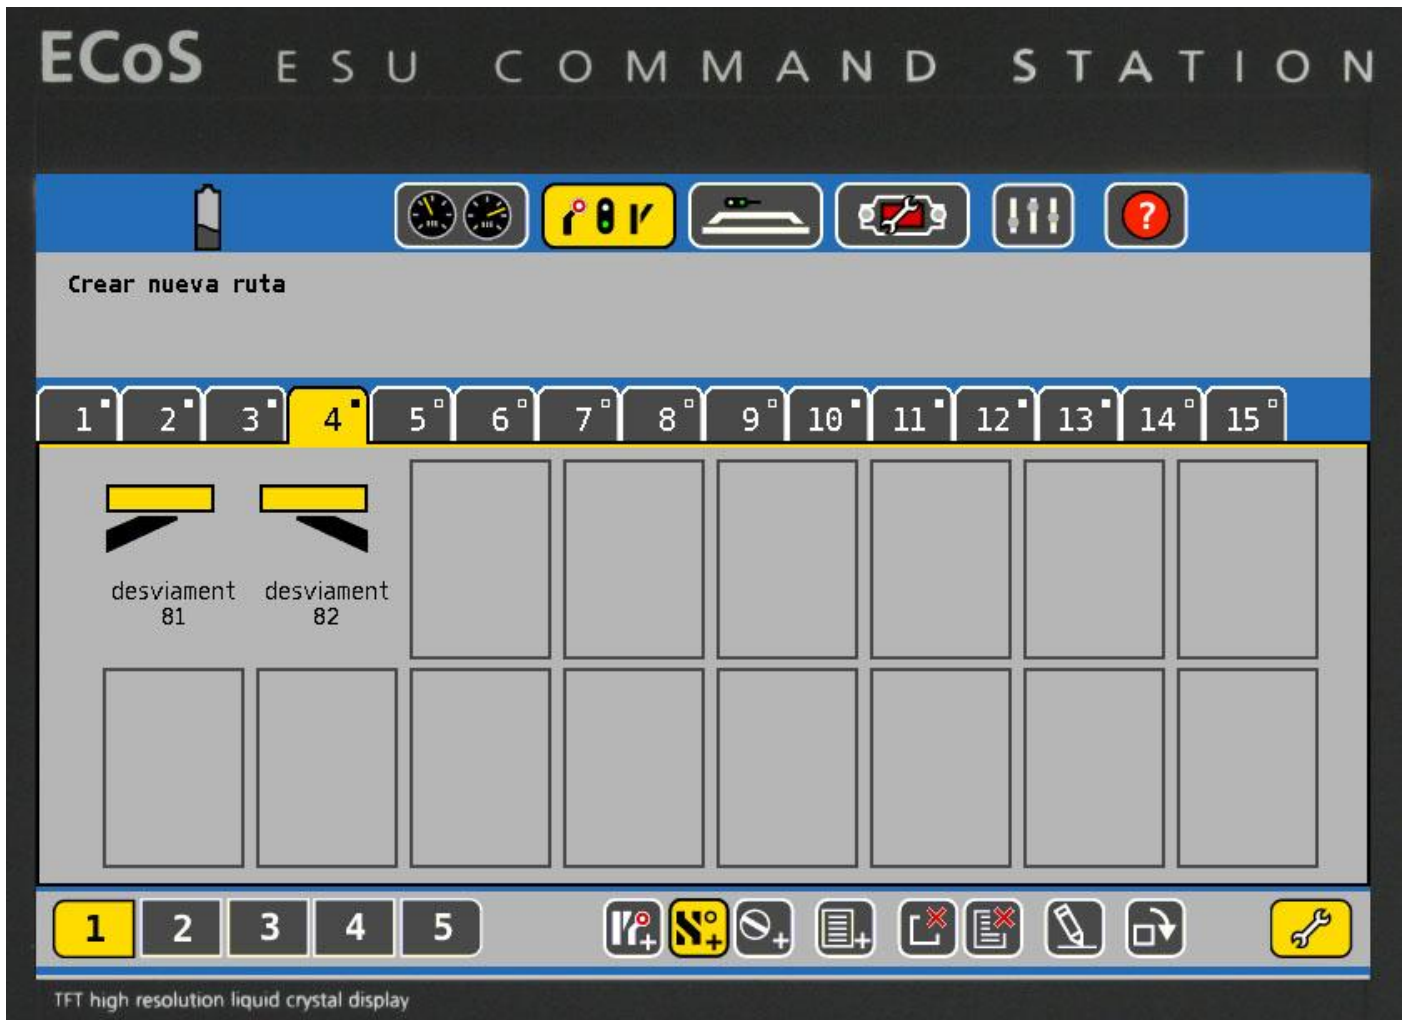 ECoS ESU COMMAND STATION
?
Crear nueva ruta
1 2 3 4 5 6 7 8 9 10 11 12 13 14 15
desviament desviament
81 82
1 2 3 4 5
TFT high resolution liquid crystal display